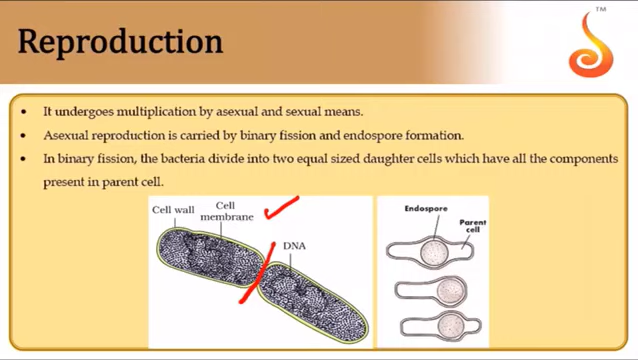 Reproduction
TM
It undergoes multiplication by asexual and sexual means.
Asexual reproduction is carried by binary fission and endospore formation.
In binary fission, the bacteria divide into two equal sized daughter cells which have all the components
present in parent cell.
Cell wall
Cell
membrane
DNA
Endospore
Parent
cell